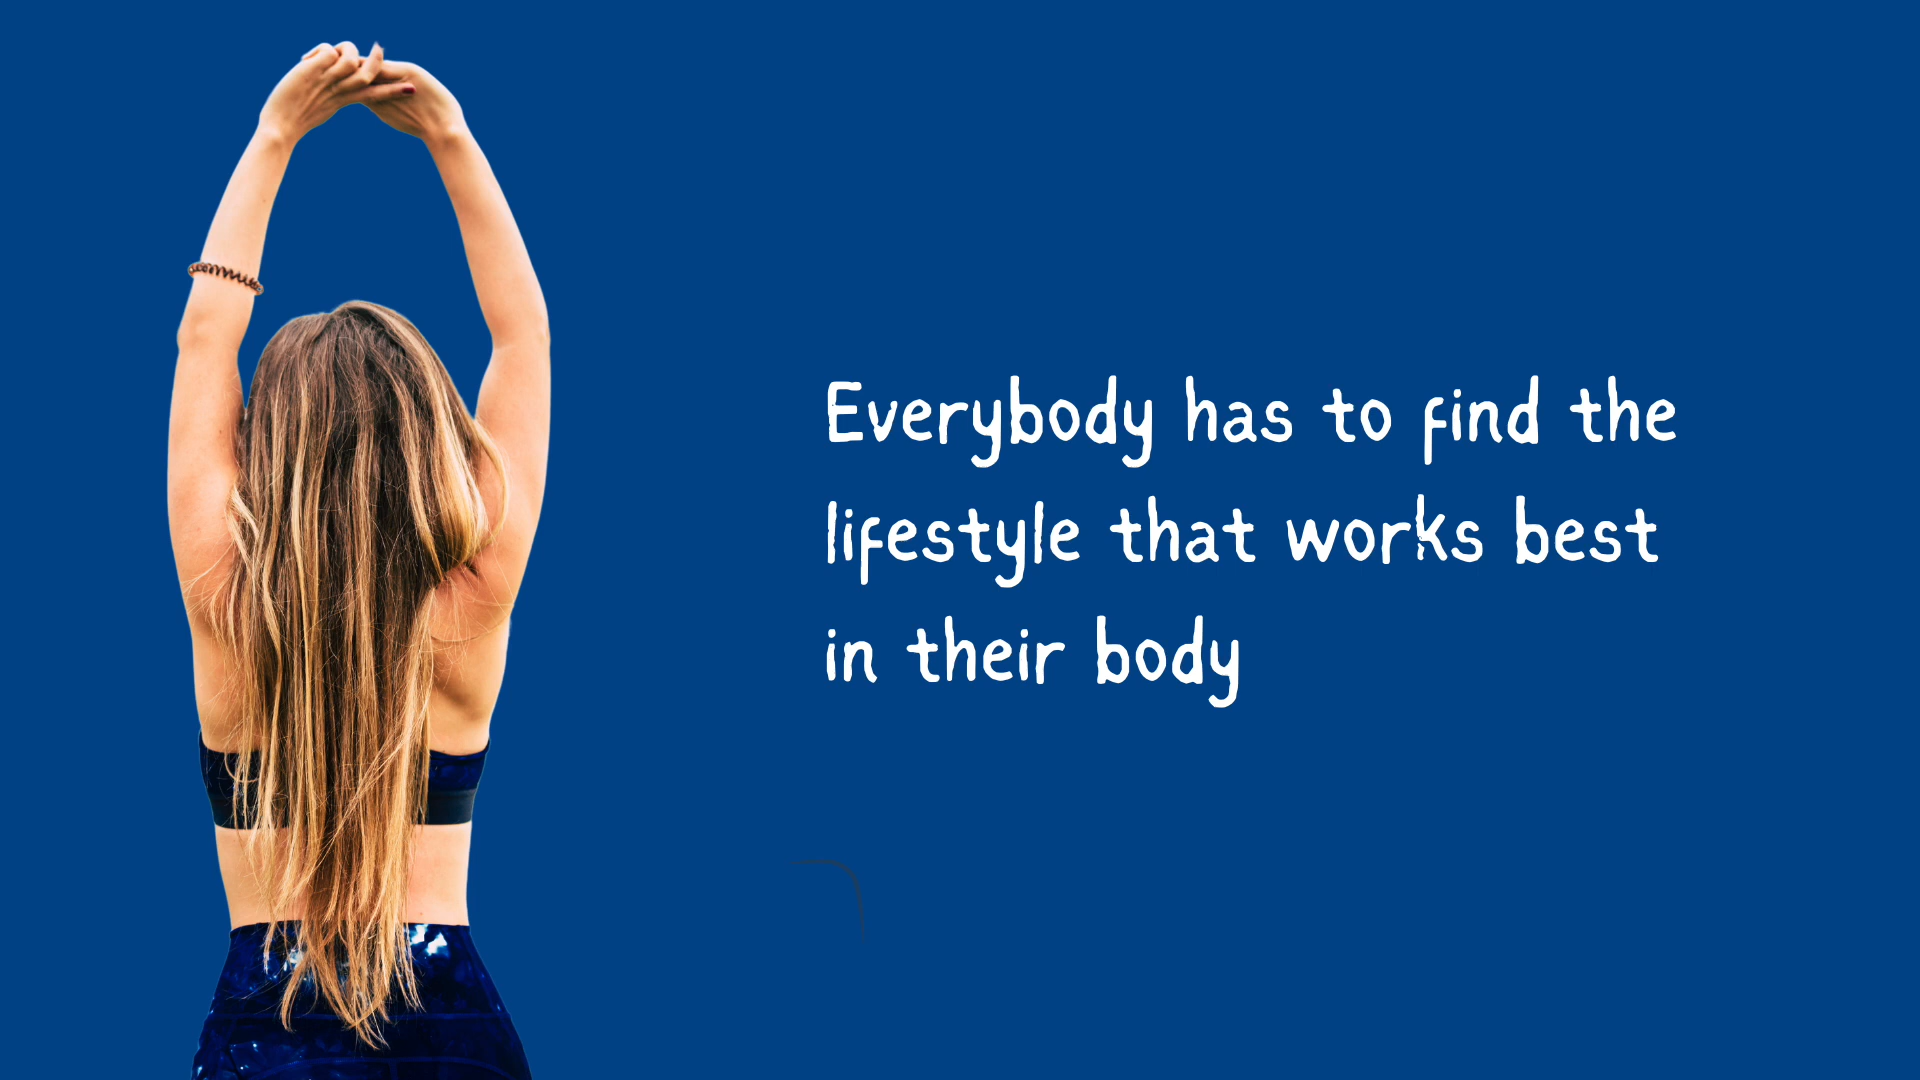 Everybody has to find the
lifestyle that works best
in their body